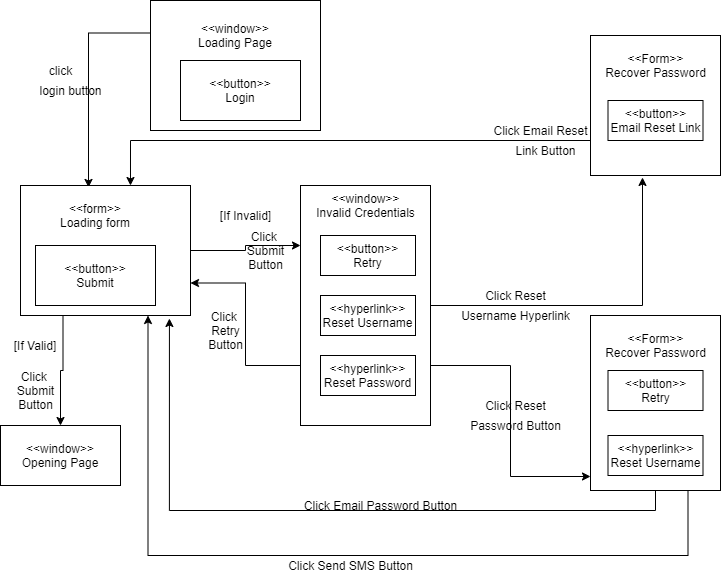 <<window>>
Loading Page
<<button>>
Login
click
login button
<<Form>>
Recover Password
<<button>>
Email Reset Link
Click Email Reset
Link Button
<<form>>
Loading form
<<button>>
Submit
[If Invalid]
Click
Submit
Button
<<window>>
Invalid Credentials
<<button>>
Retry
<<hyperlink>>
Reset Username
<<hyperlink>>
Reset Password
Click
Retry
Button
Click Reset
Username Hyperlink
[If Valid]
Click
Submit
Button
<<window>>
Opening Page
Click Reset
Password Button
<<Form>>
Recover Password
<<button>>
Retry
<<hyperlink>>
Reset Username
Click Email Password Button
Click Send SMS Button